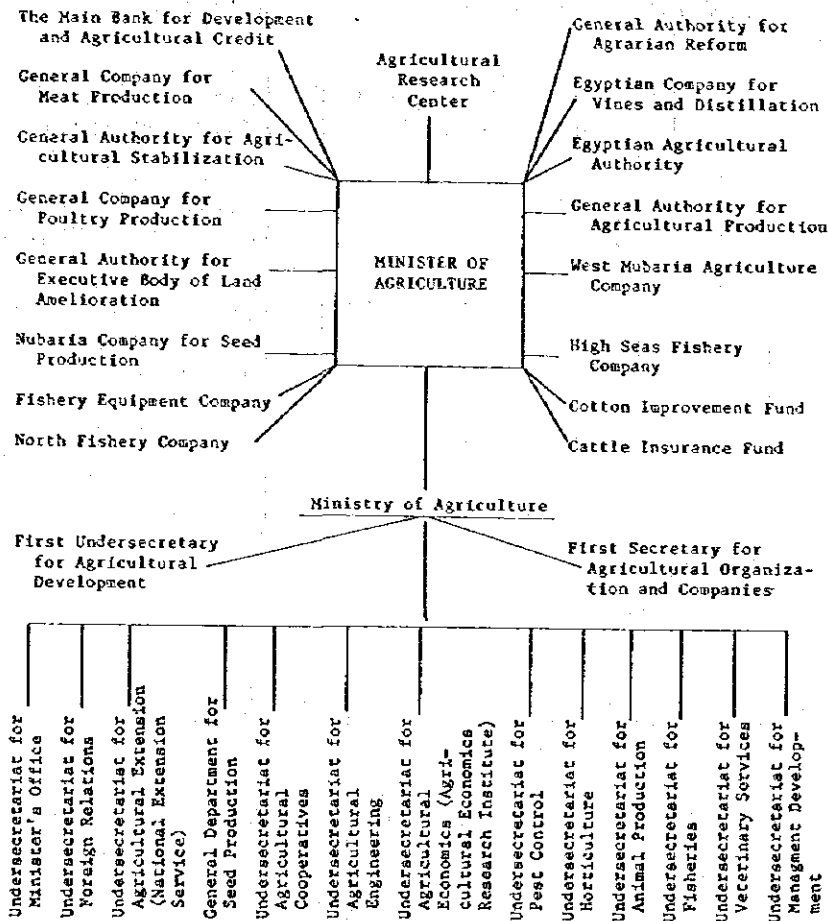 The Main Bank for Development
and Agricultural Credit
General Company for
Meat Production
General Authority for Agri-
cultural Stabilization
General Company for
Poultry Production
General Authority for
Executive Body of Land
Amelioration
Nubaria Company for Seed
Production
Fishery Equipment Company
North Fishery Company
Agricultural
Research
Center
MINISTER OF
AGRICULTURE
General Authority for
Agrarian Reform
Egyptian Company for
Vines and Distillation
Egyptian Agricultural
Authority
General Authority for
Agricultural Production
West Nubaria Agriculture
Company
High Seas Fishery
Company
Cotton Improvement Fund
Cattle Insurance Fund
Ministry of Agriculture
First Undersecretary
for Agricultural
Development
First Secretary for
Agricultural Organiza-
tion and Companies
Undersecretariat for
Minister's Office
Undersecretariat for
Foreign Relations
Undersecretariat for
Agricultural Extension
(National Extension
Service)
General Department for
Seed Production
Undersecretariat for
Agricultural
Cooperatives
Undersecretariat for
Agricultural
Engineering
Undersecretariat for
Agricultural
Economics (Agri-
cultural Economics
Research Institute)
Undersecretariat for
Pest Control
Undersecretariat for
Horticulture
Undersecretariat for
Animal Production
Undersecretariat for
Fisheries
Undersecretariat for
Veterinary Services
Undersecretariat for
Managment Develop-
ment